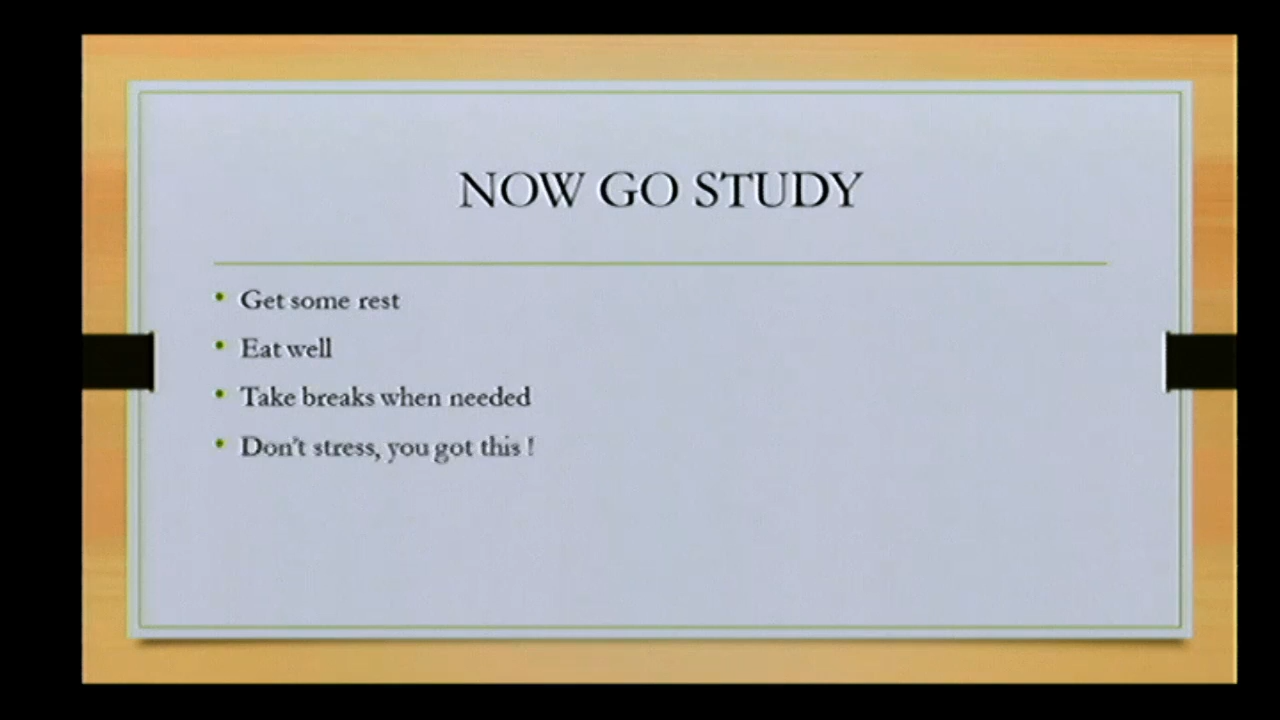 NOW GO STUDY
• Get some rest
• Eat well
• Take breaks when needed
• Don't stress, you got this !